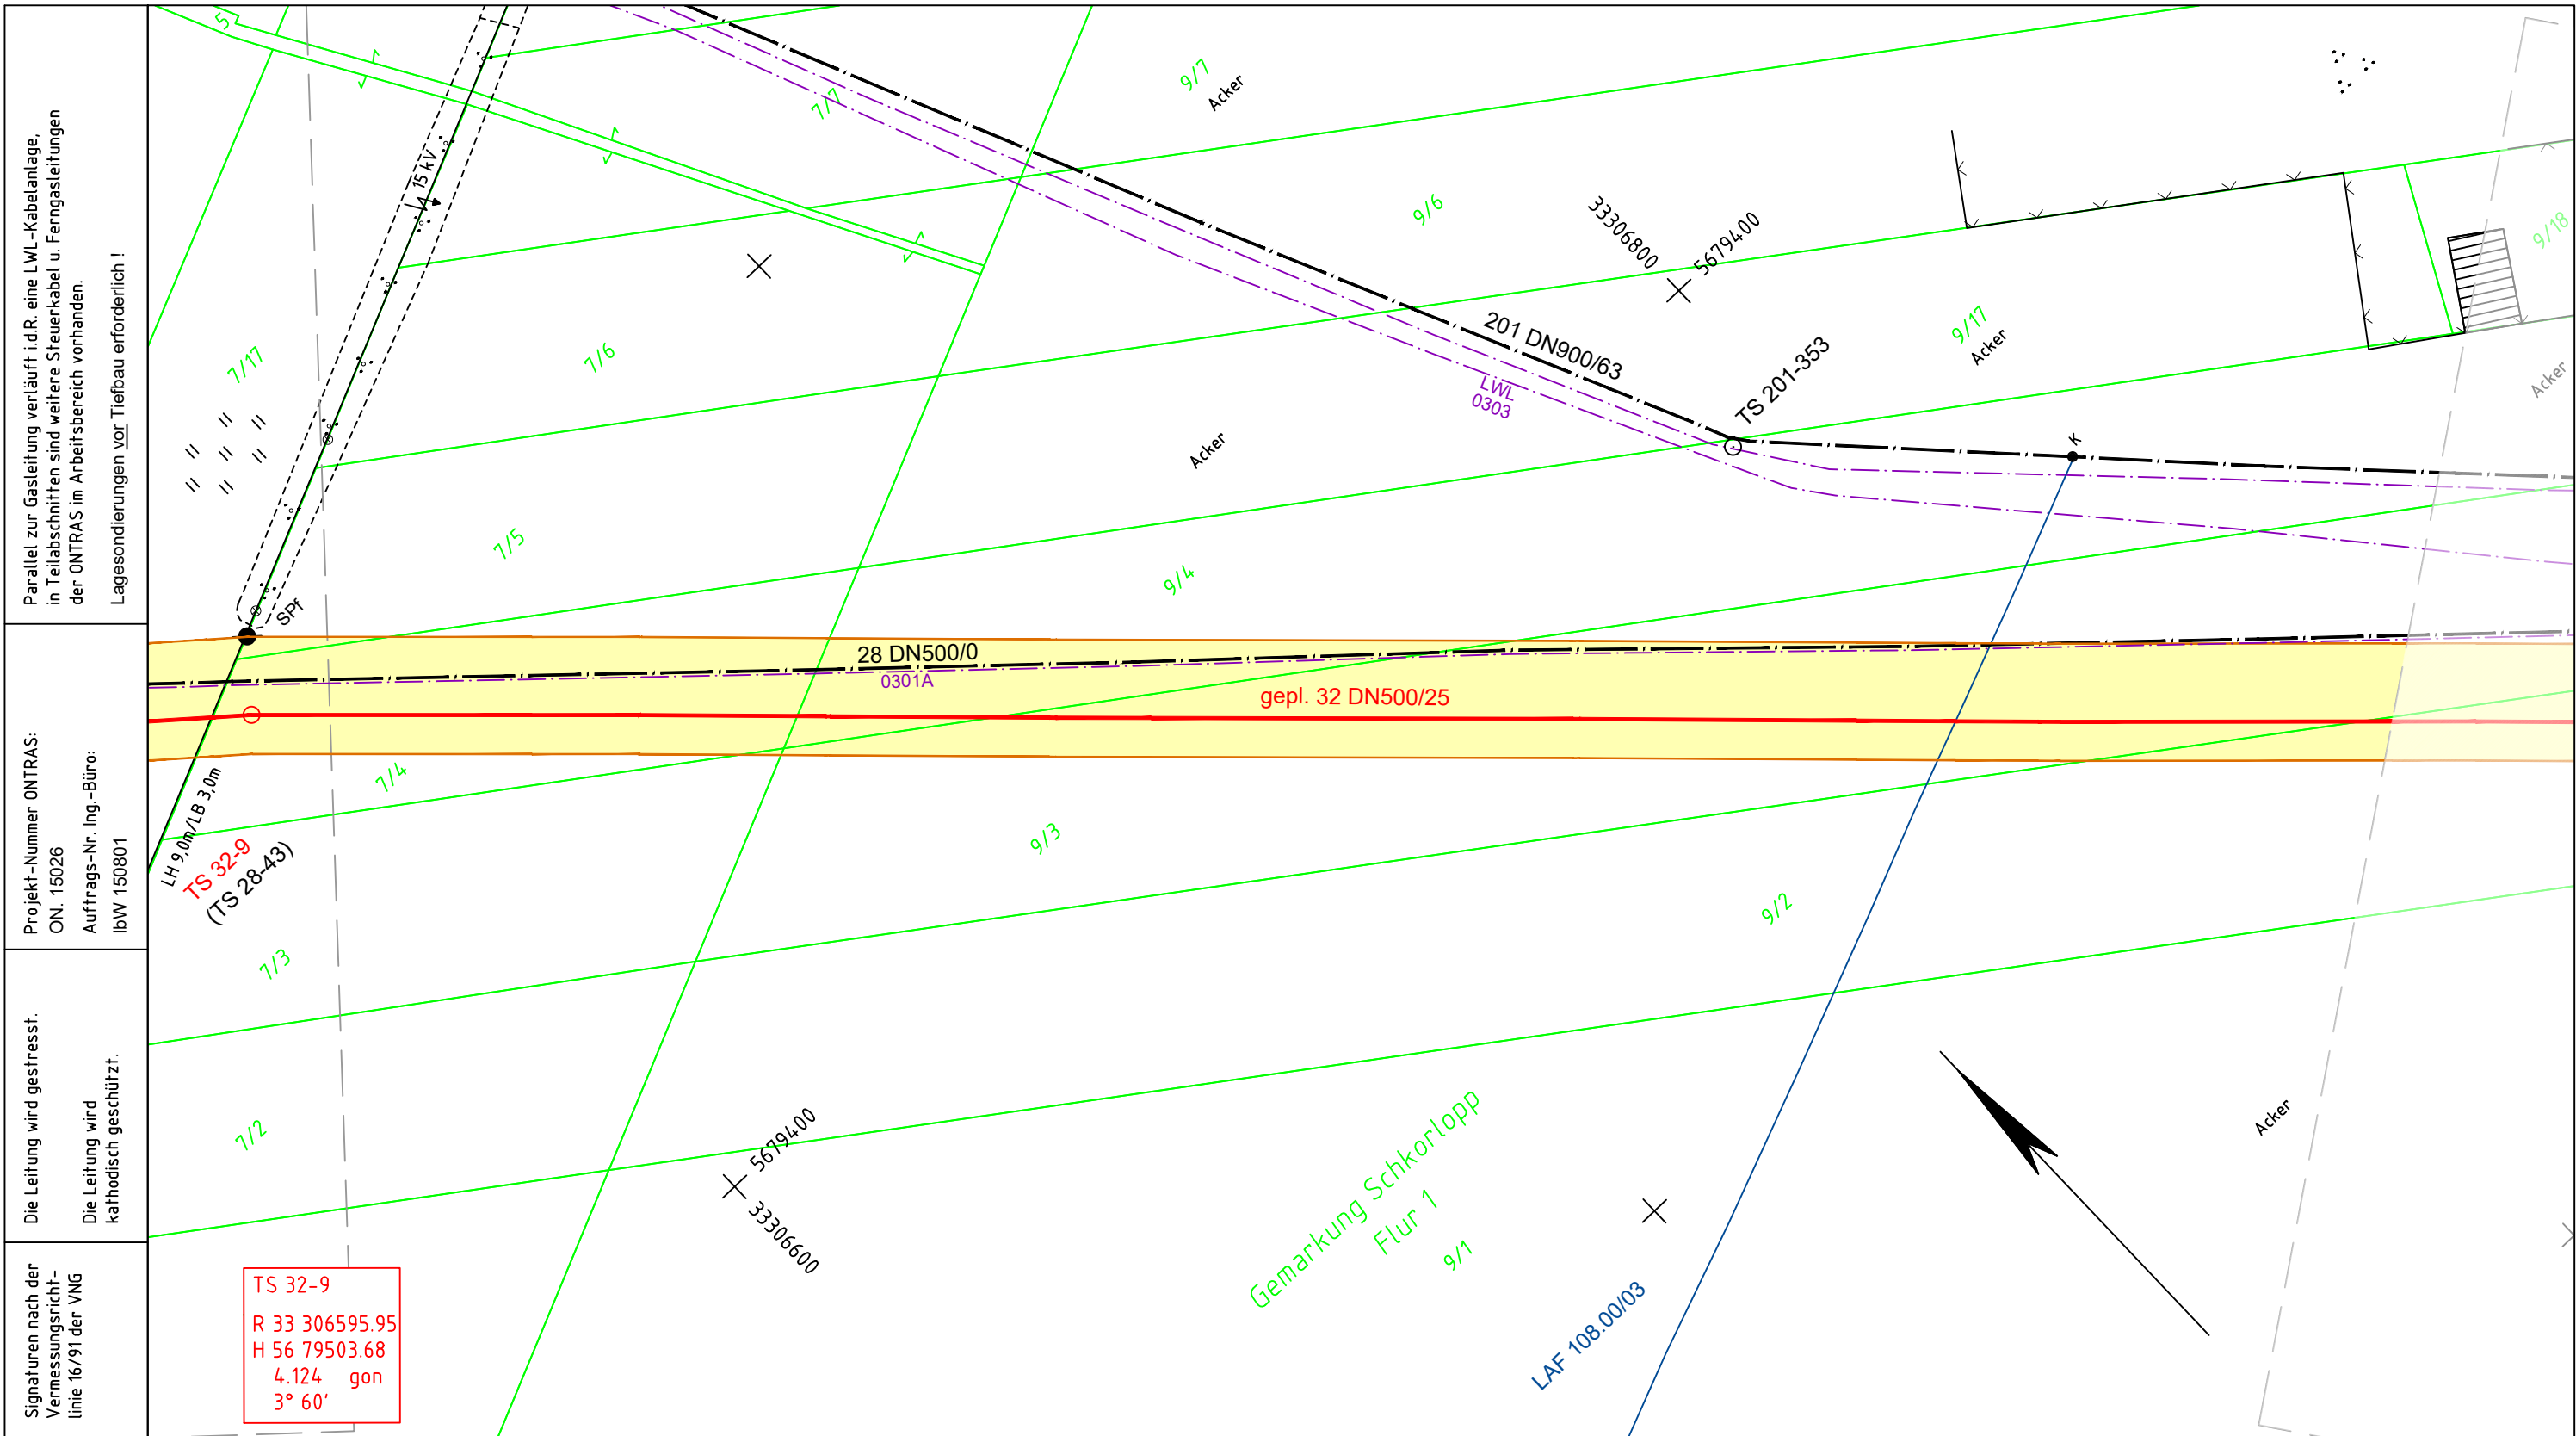 Parallel zur Gasleitung verläuft i.d.R. eine LWL-Kabelanlage,
in Teilabschnitten sind weitere Steuerkabel u. Ferngasleitungen
der ONTRAS im Arbeitsbereich vorhanden.
Lagesondierungen vor Tiefbau erforderlich !
Projekt-Nummer ONTRAS:
ON. 15026
Auftrags-Nr. Ing.-Büro:
IbW 150801
Die Leitung wird gestresst.
Die Leitung wird
kathodisch geschützt.
Signaturen nach der
Vermessungsricht-
linie 16/91 der VNG
5
15 kV
7/7
9/7
Acker
9/6
33306800
5679400
9/17
Acker
9/18
Acker
7/17
7/6
201 DN900/63
LWL
0303
TS 201-353
K
Acker
7/5
9/4
SPf
28 DN500/0
0301A
gepl. 32 DN500/25
LH 9,0m/LB 3,0m
TS 32-9
(TS 28-43)
7/4
9/3
9/2
7/3
7/2
5679400
33306600
Gemarkung Schkorlopp
Flur 1
9/1
LAF 108.00/03
Acker
TS 32-9
R 33 306595.95
H 56 79503.68
4.124 gon
3° 60'